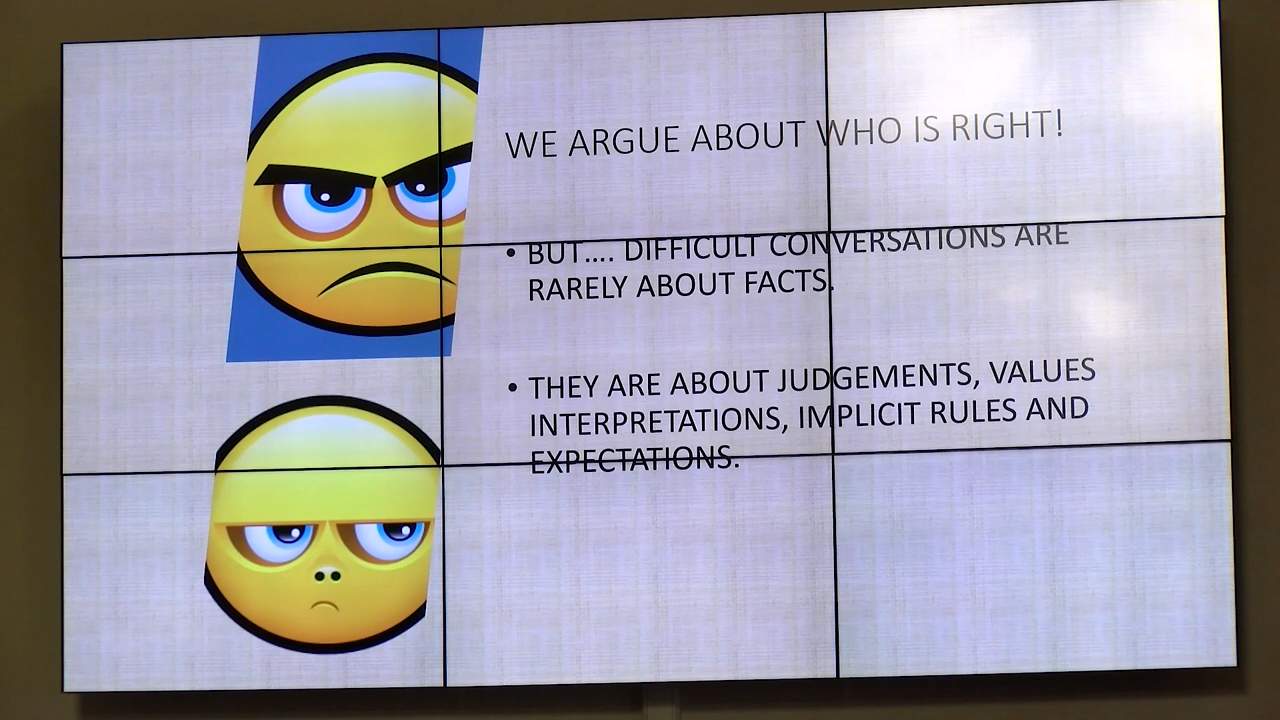 WE ARGUE ABOUT WHO IS RIGHT!
• BUT.... DIFFICULT CONVERSATIONS ARE
RARELY ABOUT FACTS.
• THEY ARE ABOUT JUDGEMENTS, VALUES
INTERPRETATIONS, IMPLICIT RULES AND
EXPECTATIONS.